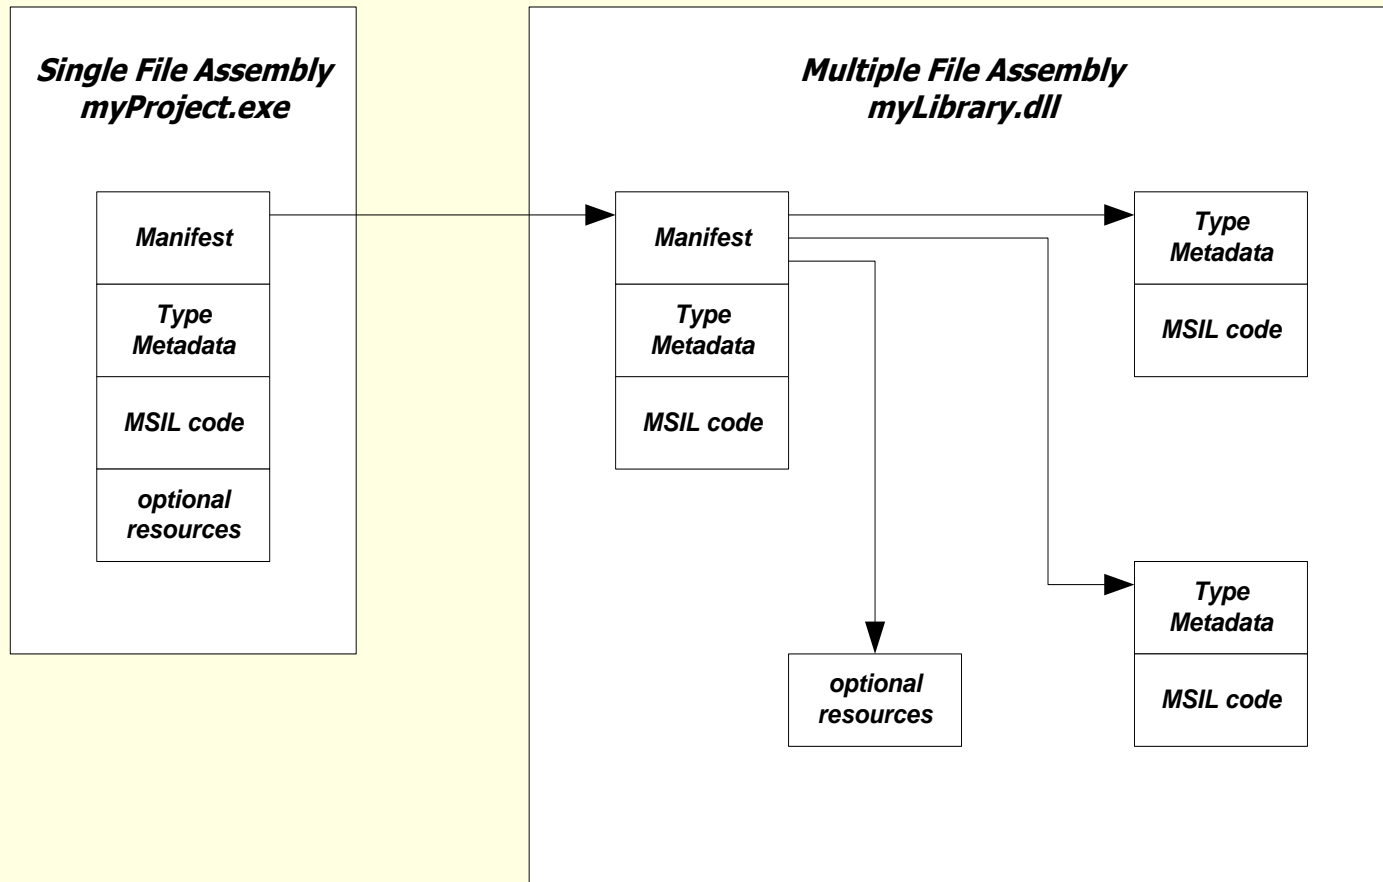 Single File Assembly
myProject.exe
Manifest
Type
Metadata
MSIL code
optional
resources
Multiple File Assembly
myLibrary.dll
Manifest
Type
Metadata
MSIL code
optional
resources
Type
Metadata
MSIL code
Type
Metadata
MSIL code